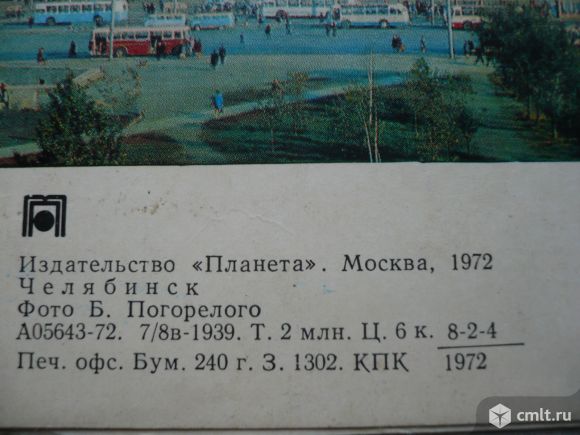 Издательство «Планета». Москва, 1972
Челябинск
Фото Б. Погорелого
А05643-72. 7/8в-1939. Т. 2 млн. Ц. 6 к. 8-2-4
Печ. офс. Бум. 240 г. З. 1302. КПК 1972
cmlt.ru